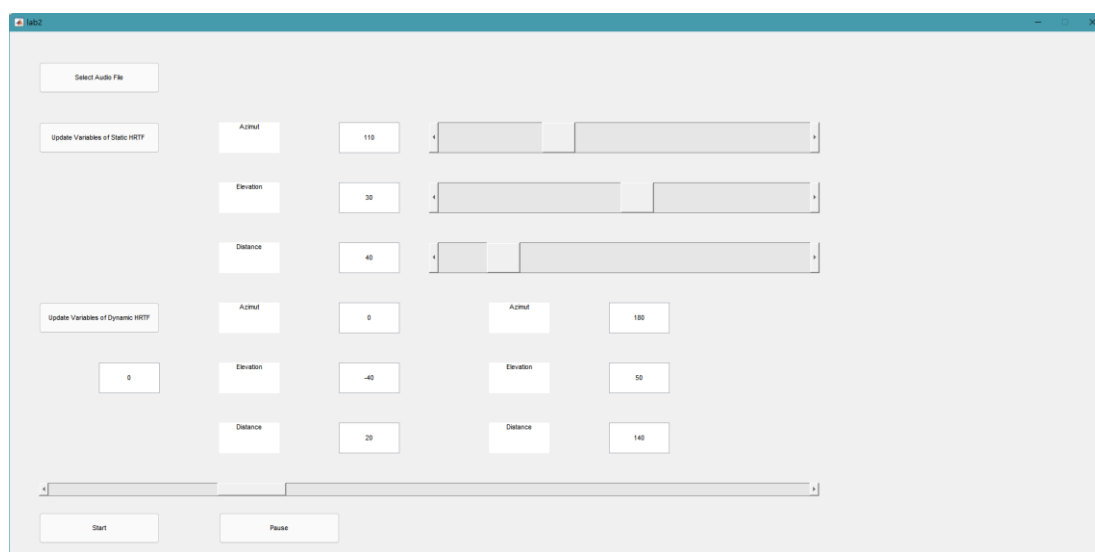 lab2
Select Audio File
Update Variables of Static HRTF
Azimut
110
Elevation
30
Distance
40
Update Variables of Dynamic HRTF
Azimut
0
Azimut
180
0
Elevation
-40
Elevation
50
Distance
20
Distance
140
Start
Pause